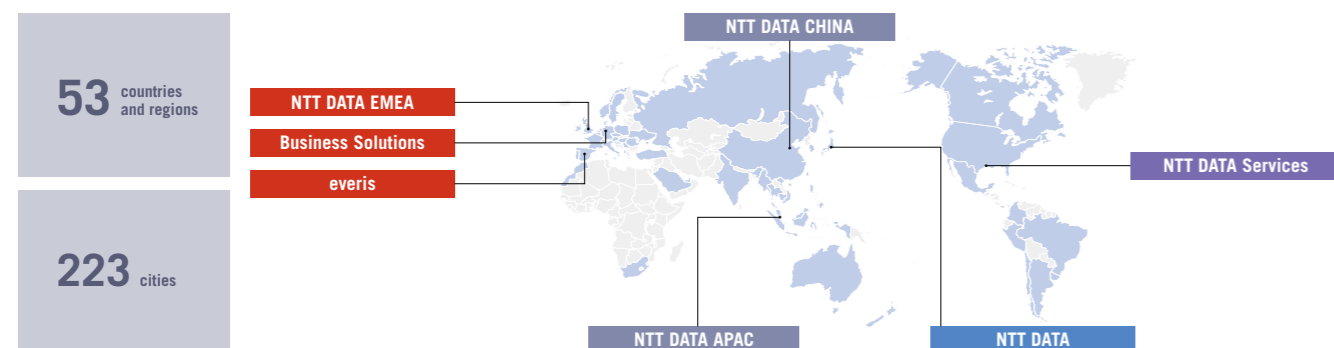 53 countries
and regions
223 cities
NTT DATA EMEA
Business Solutions
everis
NTT DATA CHINA
NTT DATA Services
NTT DATA APAC
NTT DATA